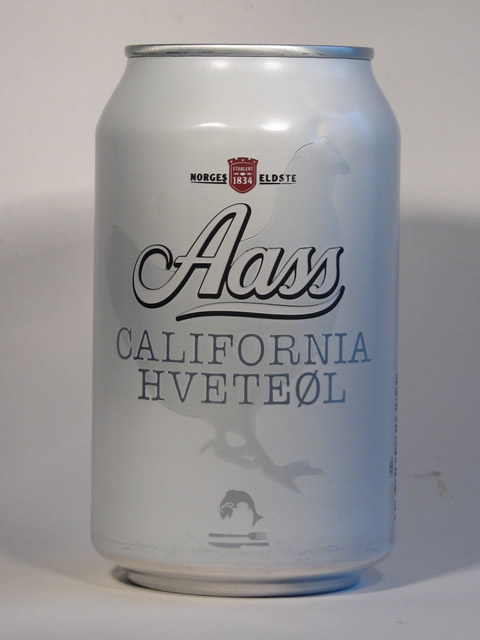 ETABLERT
NORGES 1834 ELDSTE
Aass
CALIFORNIA
HVETEØL